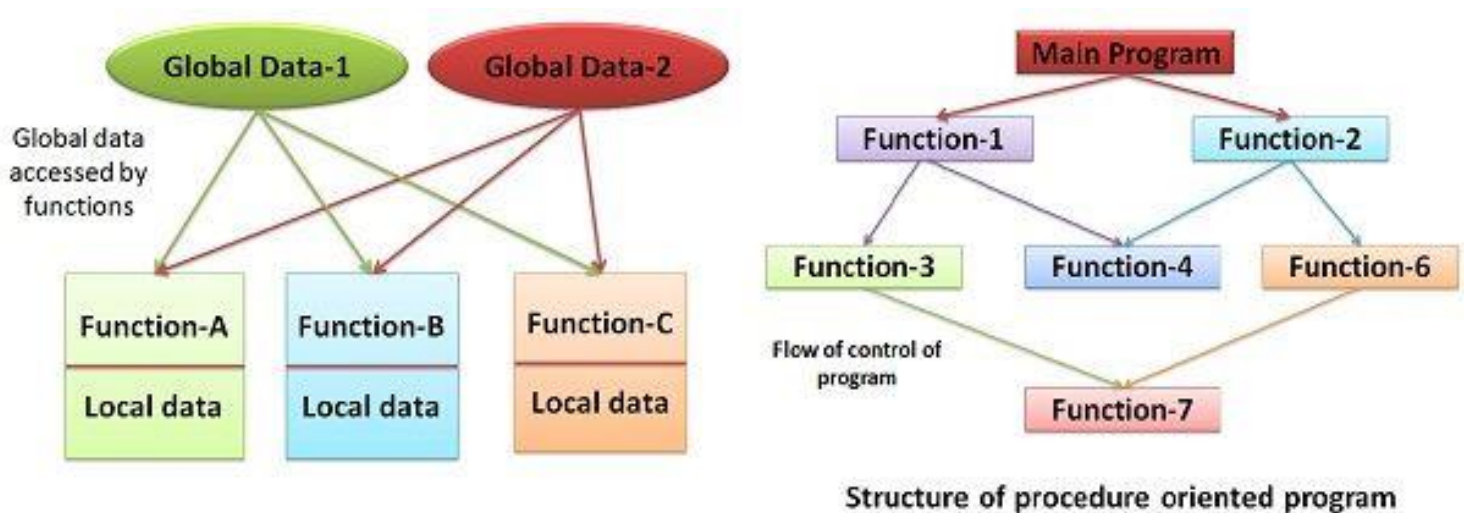 Global Data-1
Global Data-2
Global data
accessed by
functions
Function-A
Function-B
Function-C
Local data
Local data
Local data
Main Program
Function-1
Function-2
Function-3
Function-4
Function-6
Flow of control of
program
Function-7
Structure of procedure oriented program